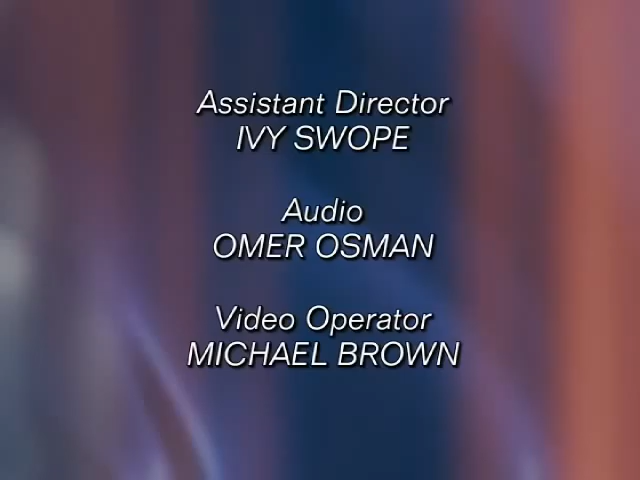 Assistant Director
IVY SWOPE
Audio
OMER OSMAN
Video Operator
MICHAEL BROWN